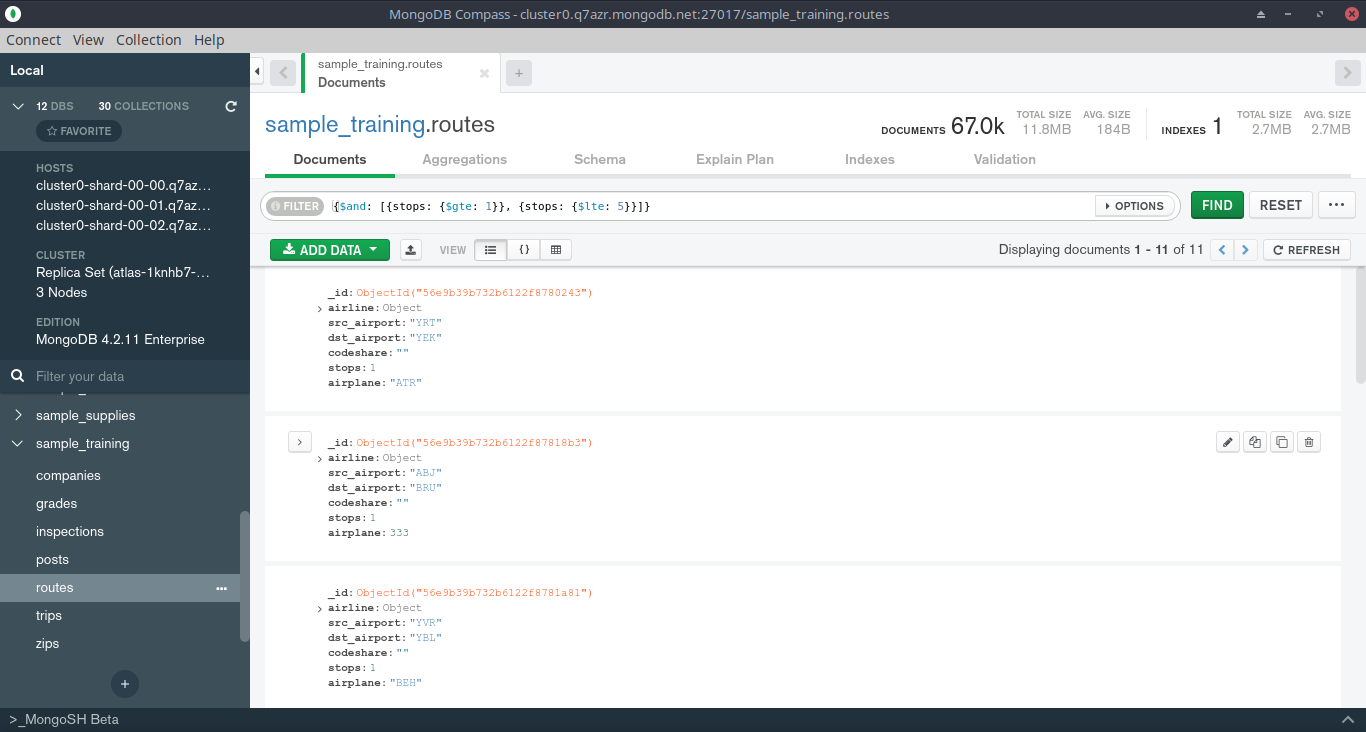 MongoDB Compass - cluster0.q7azr.mongodb.net:27017/sample_training.routes
Connect View Collection Help
Local
12 DBS 30 COLLECTIONS
FAVORITE
HOSTS
cluster0-shard-00-00.q7az...
cluster0-shard-00-01.q7az...
cluster0-shard-00-02.q7az...
CLUSTER
Replica Set (atlas-1knhb7-...
3 Nodes
EDITION
MongoDB 4.2.11 Enterprise
Filter your data
sample_supplies
sample_training
companies
grades
inspections
posts
routes
trips
zips
>_MongoSH Beta
sample_training.routes
Documents
sample_training.routes
DOCUMENTS 67.0k TOTAL SIZE 11.8MB AVG. SIZE 184B INDEXES 1 TOTAL SIZE 2.7MB AVG. SIZE 2.7MB
Documents Aggregations Schema Explain Plan Indexes Validation
FILTER {$and: [{stops: {$gte: 1}}, {stops: {$lte: 5}}]} OPTIONS FIND RESET
ADD DATA VIEW {} Displaying documents 1 - 11 of 11 REFRESH
_id: ObjectId("56e9b39b732b6122f8780243")
airline: Object
src_airport: "YRT"
dst_airport: "YEK"
codeshare: ""
stops: 1
airplane: "ATR"
_id: ObjectId("56e9b39b732b6122f87818b3")
airline: Object
src_airport: "ABJ"
dst_airport: "BRU"
codeshare: ""
stops: 1
airplane: 333
_id: ObjectId("56e9b39b732b6122f8781a81")
airline: Object
src_airport: "YVR"
dst_airport: "YBL"
codeshare: ""
stops: 1
airplane: "BEH"